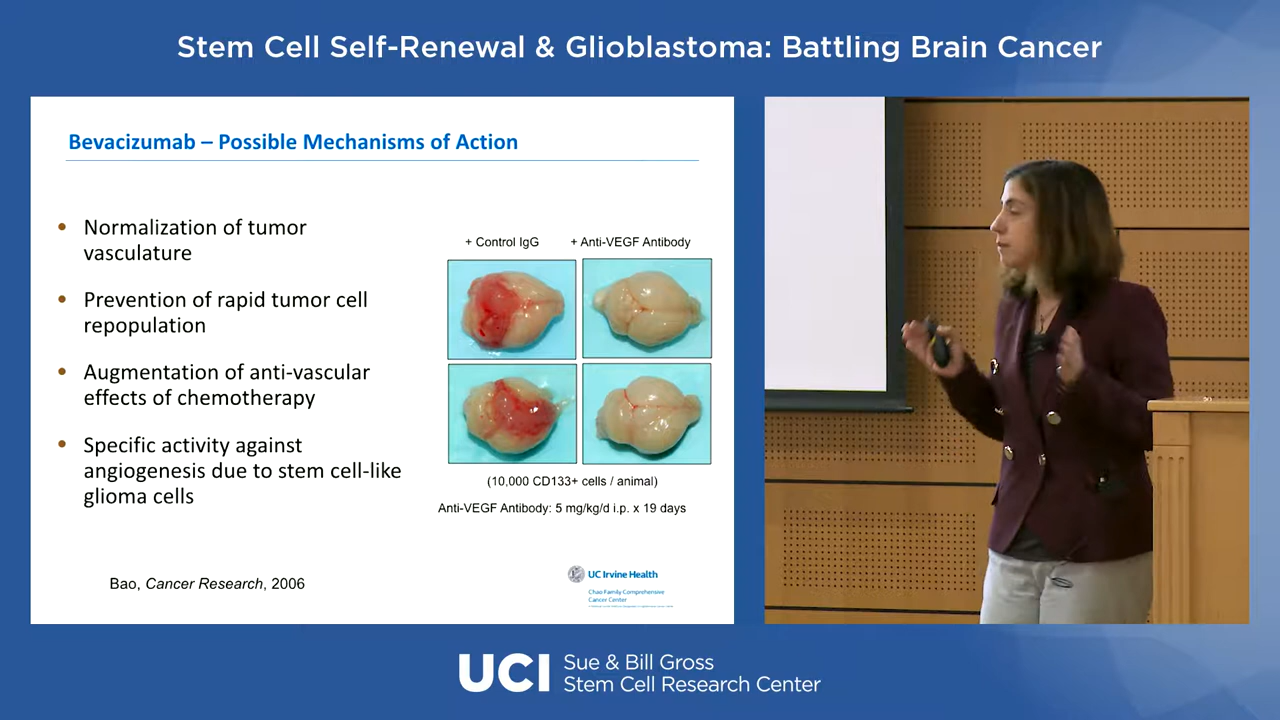 Stem Cell Self-Renewal & Glioblastoma: Battling Brain Cancer
Bevacizumab – Possible Mechanisms of Action
• Normalization of tumor
vasculature
• Prevention of rapid tumor cell
repopulation
• Augmentation of anti-vascular
effects of chemotherapy
• Specific activity against
angiogenesis due to stem cell-like
glioma cells
+ Control IgG
+ Anti-VEGF Antibody
(10,000 CD133+ cells / animal)
Anti-VEGF Antibody: 5 mg/kg/d i.p. x 19 days
Bao, Cancer Research, 2006
UC Irvine Health
Chao Family Comprehensive
Cancer Center
UCI
Sue & Bill Gross
Stem Cell Research Center